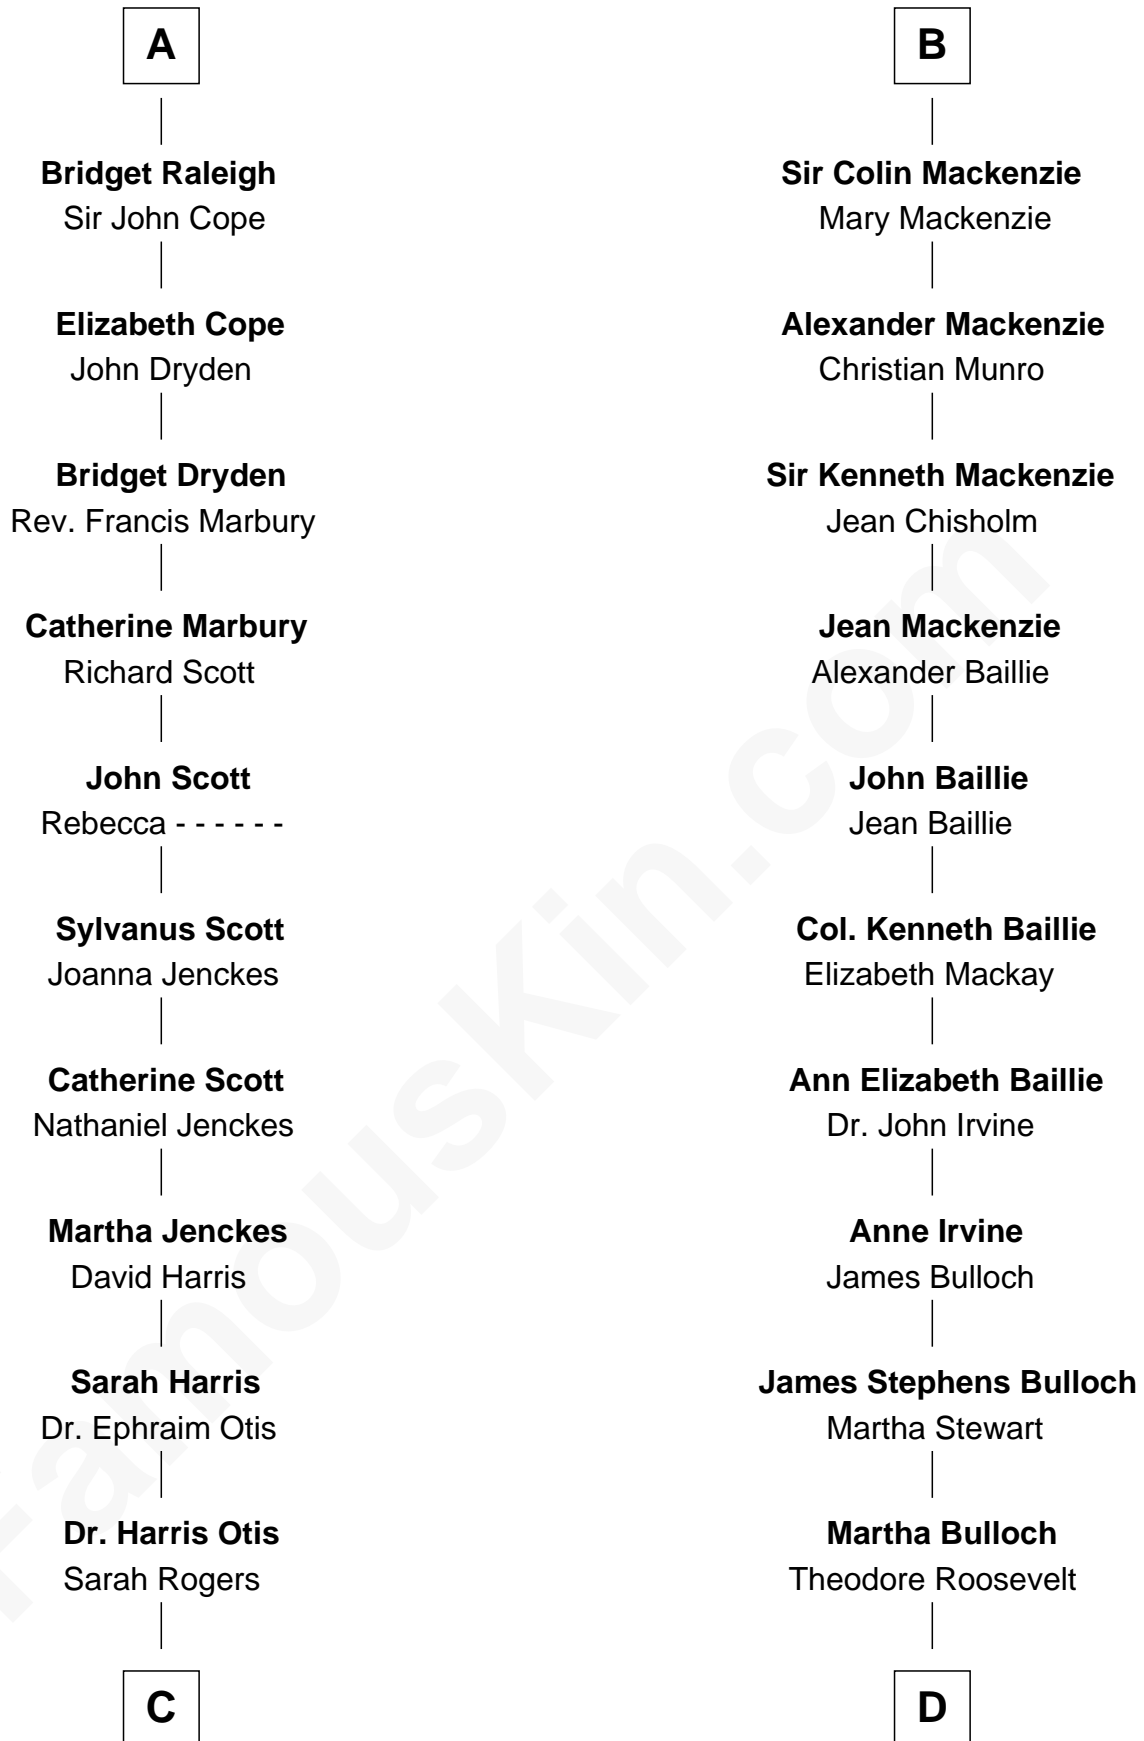 A
Bridget Raleigh
Sir John Cope
Elizabeth Cope
John Dryden
Bridget Dryden
Rev. Francis Marbury
Catherine Marbury
Richard Scott
John Scott
Rebecca - - - - - -
Sylvanus Scott
Joanna Jenckes
Catherine Scott
Nathaniel Jenckes
Martha Jenckes
David Harris
Sarah Harris
Dr. Ephraim Otis
Dr. Harris Otis
Sarah Rogers
C
B
Sir Colin Mackenzie
Mary Mackenzie
Alexander Mackenzie
Christian Munro
Sir Kenneth Mackenzie
Jean Chisholm
Jean Mackenzie
Alexander Baillie
John Baillie
Jean Baillie
Col. Kenneth Baillie
Elizabeth Mackay
Ann Elizabeth Baillie
Dr. John Irvine
Anne Irvine
James Bulloch
James Stephens Bulloch
Martha Stewart
Martha Bulloch
Theodore Roosevelt
D
FamousKin.com